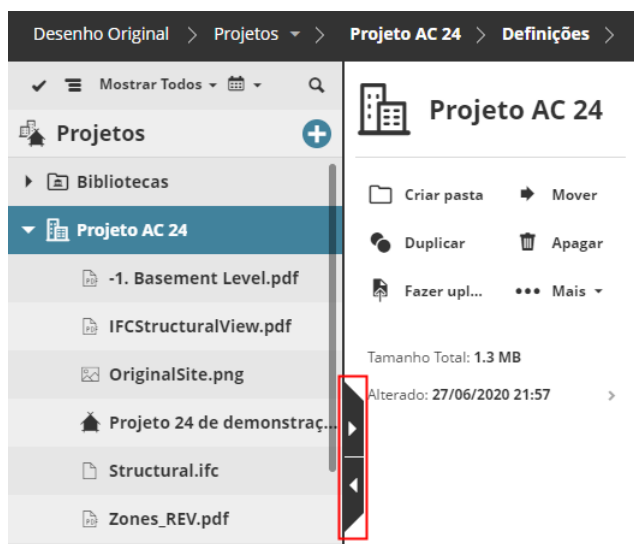 Desenho Original > Projetos > Projeto AC 24 > Definições >
Mostrar Todos
Projetos
Bibliotecas
Projeto AC 24
-1. Basement Level.pdf
IFCStructuralView.pdf
OriginalSite.png
Projeto 24 de demonstraç...
Structural.ifc
Zones_REV.pdf
Projeto AC 24
Criar pasta Mover
Duplicar Apagar
Fazer upl... Mais
Tamanho Total: 1.3 MB
Alterado: 27/06/2020 21:57